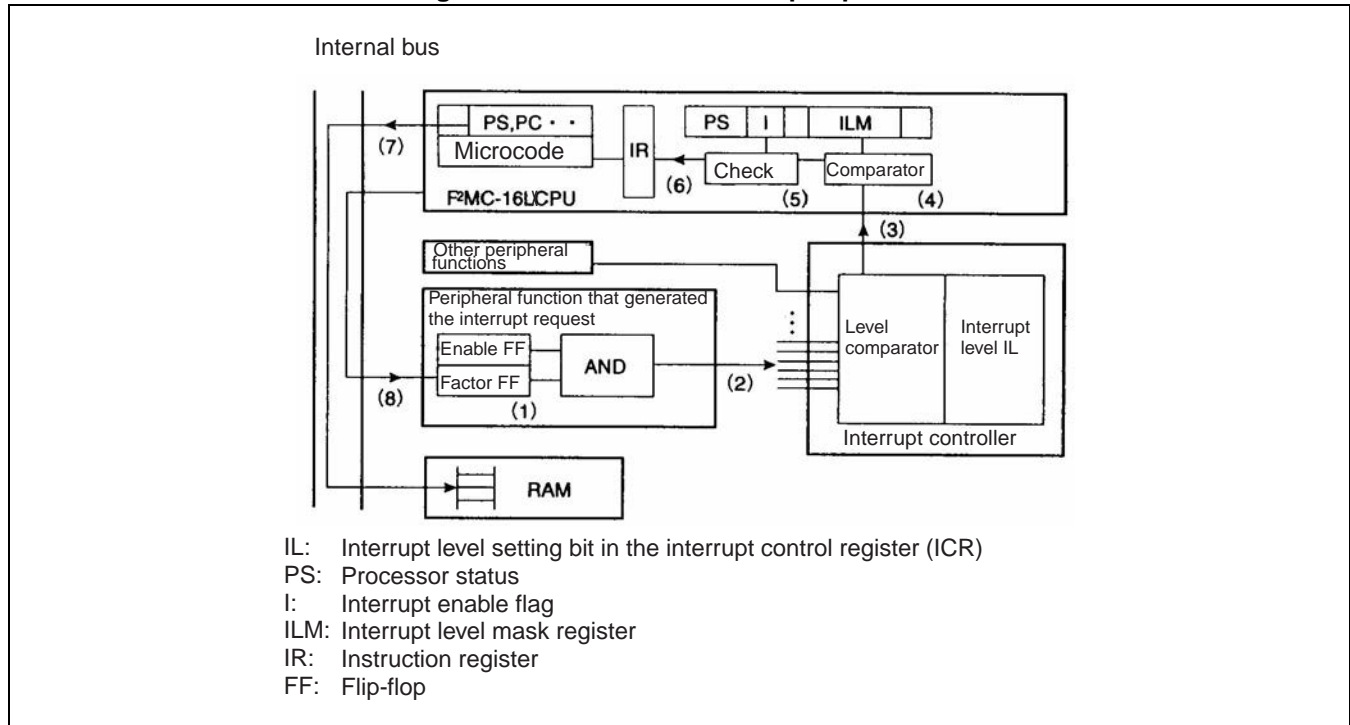 Internal bus
PS,PC · ·
PS I ILM
(7)
Microcode
IR
Check
Comparator
(6)
(5)
(4)
F²MC-16L/CPU
(3)
Other peripheral
functions
Peripheral function that generated
the interrupt request
Level
comparator
Interrupt
level IL
Enable FF
AND
Factor FF
(8)
(1)
(2)
Interrupt controller
RAM
IL: Interrupt level setting bit in the interrupt control register (ICR)
PS: Processor status
I: Interrupt enable flag
ILM: Interrupt level mask register
IR: Instruction register
FF: Flip-flop